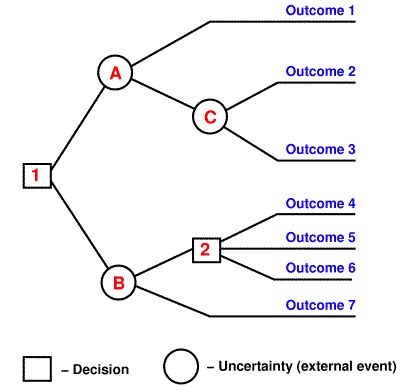 Outcome 1
A
Outcome 2
C
Outcome 3
1
Outcome 4
2
Outcome 5
Outcome 6
B
Outcome 7
– Decision
– Uncertainty (external event)